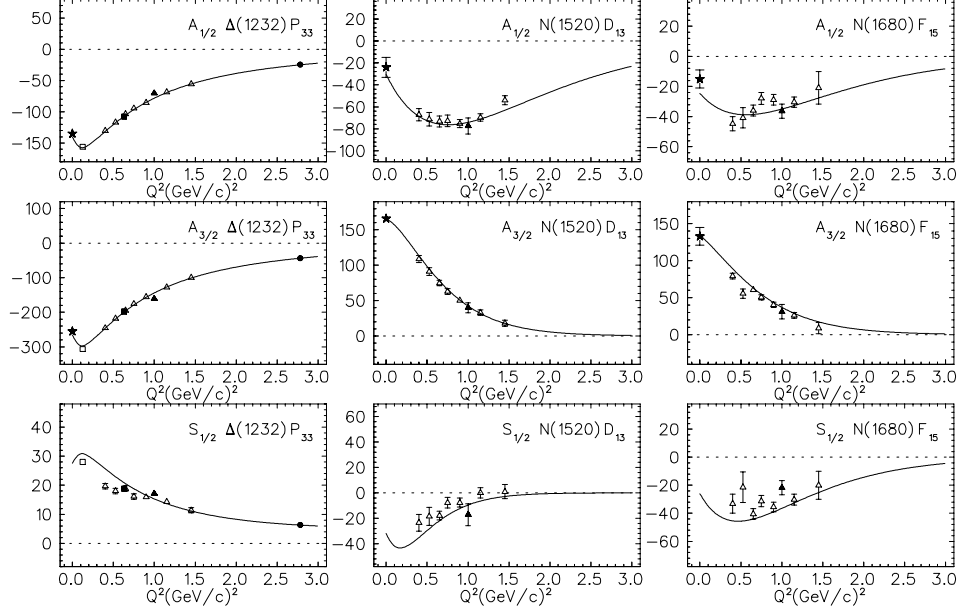 A1/2 Δ(1232)P33
50
0
−50
−100
−150
0.0 0.5 1.0 1.5 2.0 2.5 3.0
Q²(GeV/c)²
A1/2 N(1520)D13
20
0
−20
−40
−60
−80
−100
0.0 0.5 1.0 1.5 2.0 2.5 3.0
Q²(GeV/c)²
A1/2 N(1680)F15
20
0
−20
−40
−60
0.0 0.5 1.0 1.5 2.0 2.5 3.0
Q²(GeV/c)²
A3/2 Δ(1232)P33
100
0
−100
−200
−300
0.0 0.5 1.0 1.5 2.0 2.5 3.0
Q²(GeV/c)²
A3/2 N(1520)D13
150
100
50
0
0.0 0.5 1.0 1.5 2.0 2.5 3.0
Q²(GeV/c)²
A3/2 N(1680)F15
150
100
50
0
0.0 0.5 1.0 1.5 2.0 2.5 3.0
Q²(GeV/c)²
S1/2 Δ(1232)P33
40
30
20
10
0
0.0 0.5 1.0 1.5 2.0 2.5 3.0
Q²(GeV/c)²
S1/2 N(1520)D13
60
40
20
0
−20
−40
0.0 0.5 1.0 1.5 2.0 2.5 3.0
Q²(GeV/c)²
S1/2 N(1680)F15
20
0
−20
−40
−60
0.0 0.5 1.0 1.5 2.0 2.5 3.0
Q²(GeV/c)²